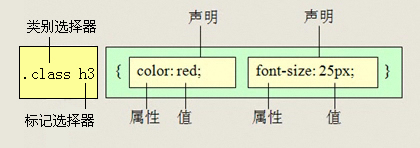 类别选择器
声明
声明
.class h3
{ color: red; font-size: 25px; }
标记选择器
属性
值
属性
值